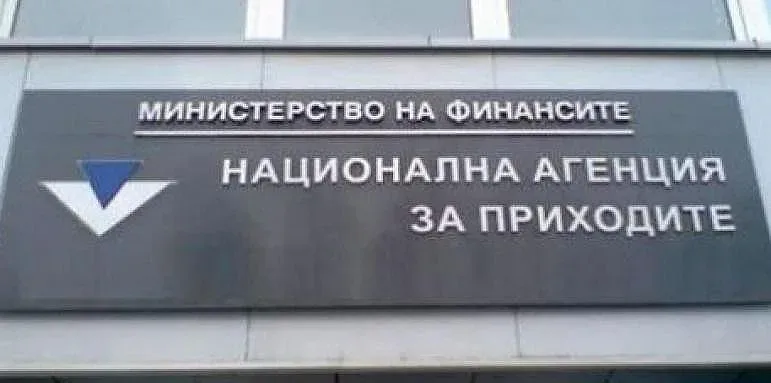 МИНИСТЕРСТВО НА ФИНАНСИТЕ
НАЦИОНАЛНА АГЕНЦИЯ
ЗА ПРИХОДИТЕ